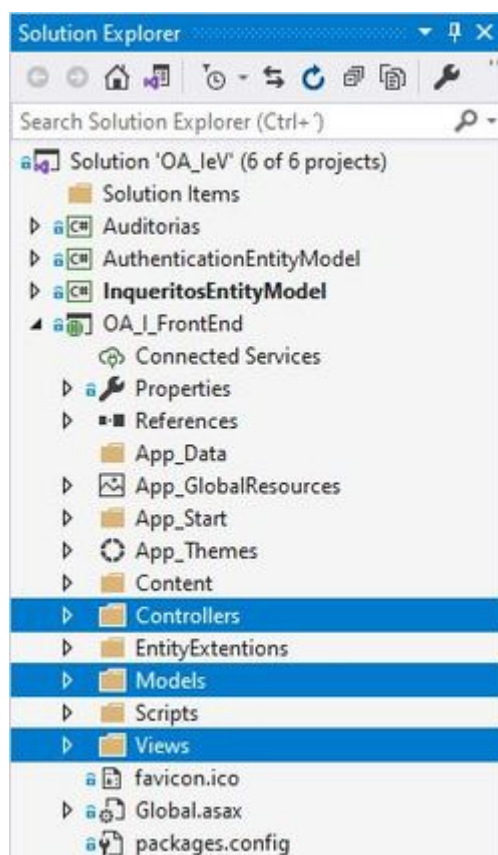 Solution Explorer
Search Solution Explorer (Ctrl+´)
Solution 'OA_IeV' (6 of 6 projects)
Solution Items
C# Auditorias
C# AuthenticationEntityModel
C# InqueritosEntityModel
OA_I_FrontEnd
Connected Services
Properties
References
App_Data
App_GlobalResources
App_Start
App_Themes
Content
Controllers
EntityExtentions
Models
Scripts
Views
favicon.ico
Global.asax
packages.config